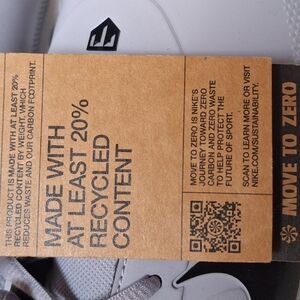 THIS PRODUCT IS MADE WITH AT LEAST 20%
RECYCLED CONTENT BY WEIGHT, WHICH
REDUCES WASTE AND OUR CARBON FOOTPRINT.
MADE WITH
AT LEAST 20%
RECYCLED
CONTENT
MOVE TO ZERO IS NIKE'S
JOURNEY TOWARD ZERO
CARBON AND ZERO WASTE
TO HELP PROTECT THE
FUTURE OF SPORT.
SCAN TO LEARN MORE OR VISIT
NIKE.COM/SUSTAINABILITY.
MOVE TO ZERO